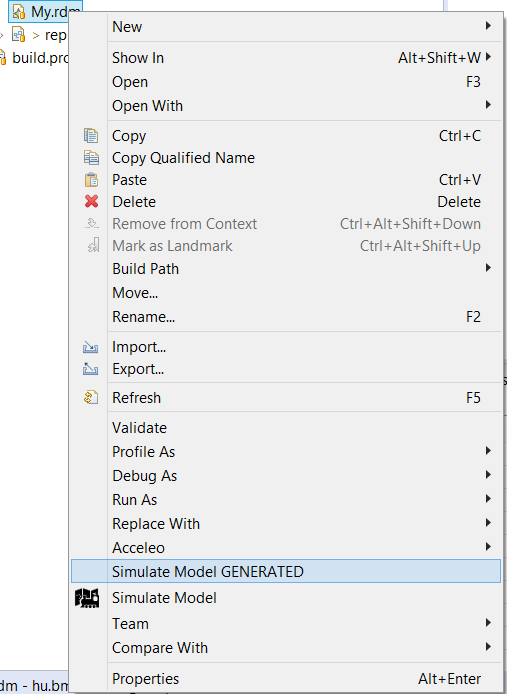 My.rdm
> rep
build.pro
New
Show In Alt+Shift+W
Open F3
Open With
Copy Ctrl+C
Copy Qualified Name
Paste Ctrl+V
Delete Delete
Remove from Context Ctrl+Alt+Shift+Down
Mark as Landmark Ctrl+Alt+Shift+Up
Build Path
Move...
Rename... F2
Import...
Export...
Refresh F5
Validate
Profile As
Debug As
Run As
Replace With
Acceleo
Simulate Model GENERATED
Simulate Model
Team
Compare With
Properties Alt+Enter
dm - hu.bm